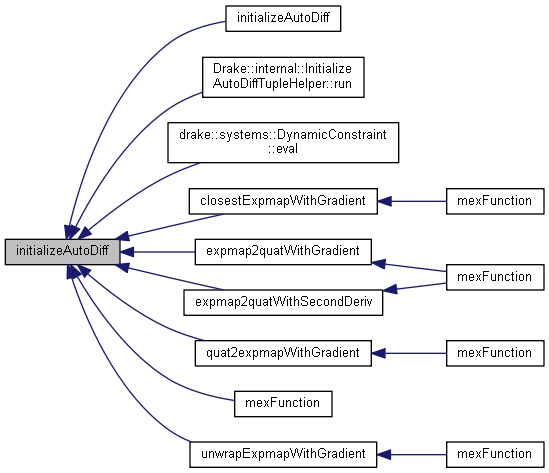 initializeAutoDiff
Drake::internal::Initialize
AutoDiffTupleHelper::run
drake::systems::DynamicConstraint
::eval
closestExpmapWithGradient
mexFunction
initializeAutoDiff
expmap2quatWithGradient
mexFunction
expmap2quatWithSecondDeriv
quat2expmapWithGradient
mexFunction
mexFunction
unwrapExpmapWithGradient
mexFunction